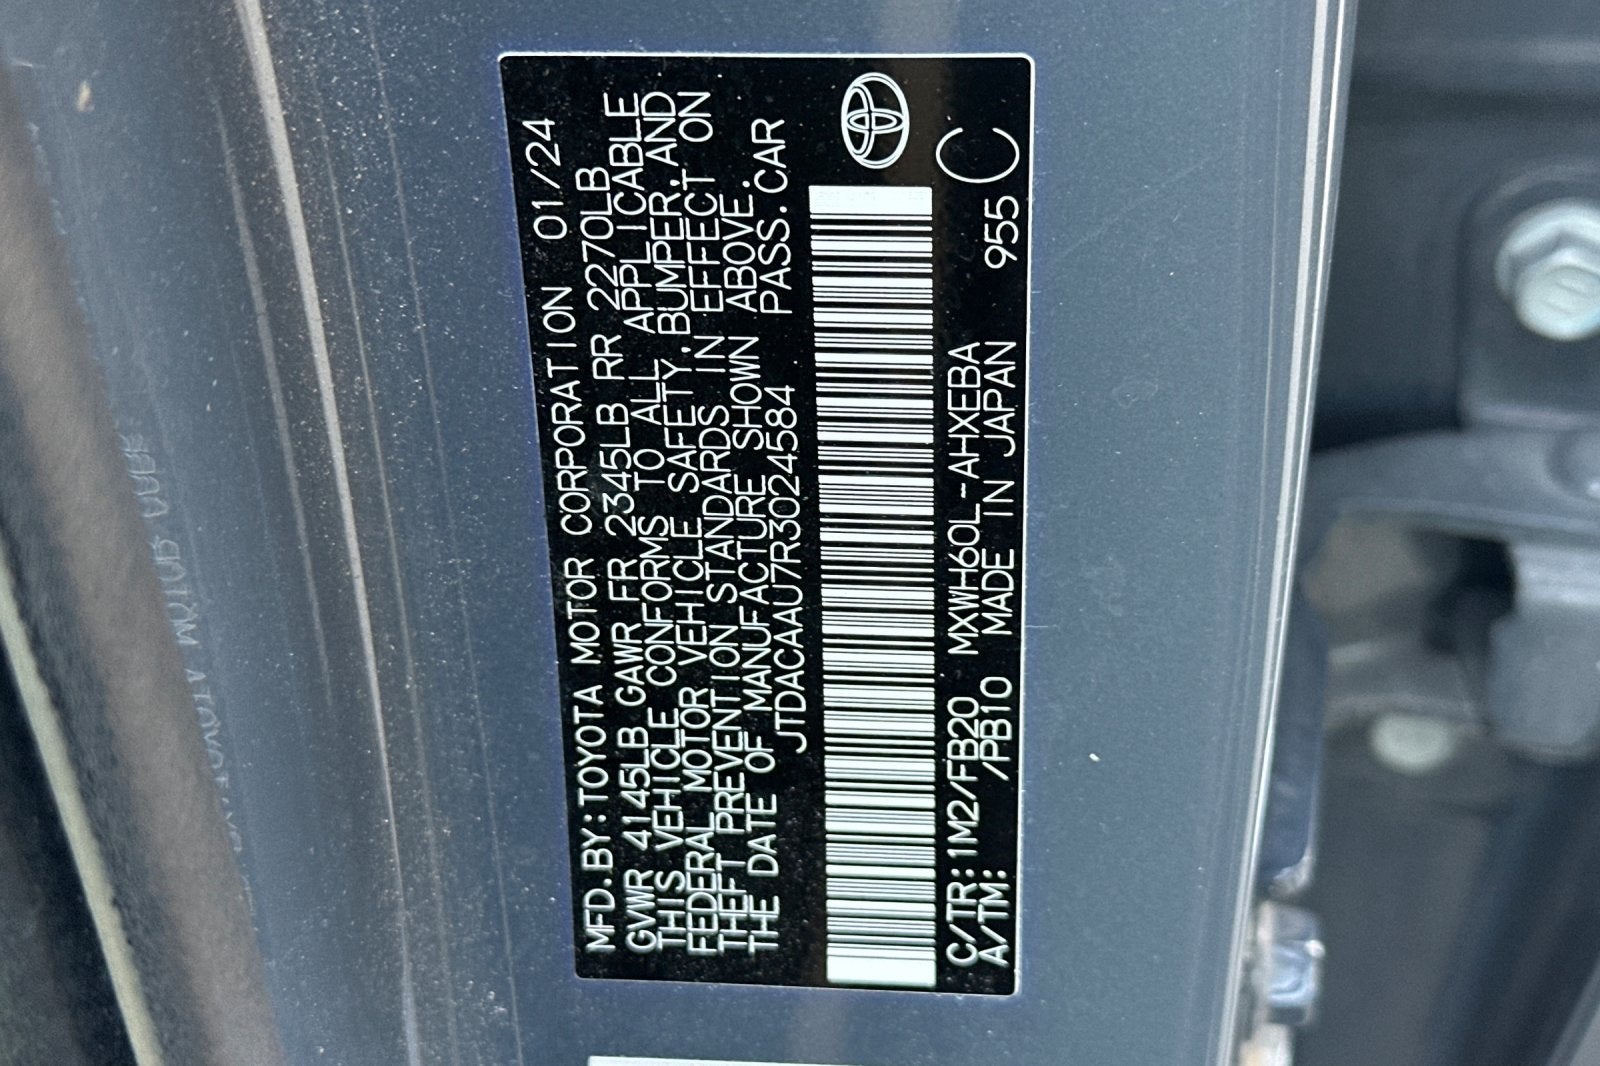 MFD.BY:TOYOTA MOTOR CORPORATION 01/24
GVWR 4145LB GAWR FR 2345LB RR 2270LB
THIS VEHICLE CONFORMS TO ALL APPLICABLE
FEDERAL MOTOR VEHICLE SAFETY,BUMPER,AND
THEFT PREVENTION STANDARDS IN EFFECT ON
THE DATE OF MANUFACTURE SHOWN ABOVE.
JTDACAAU7R3024584 PASS.CAR
C/TR:1M2/FB20 MXWH60L-AHXEBA
A/TM: /PB10 MADE IN JAPAN 955 C